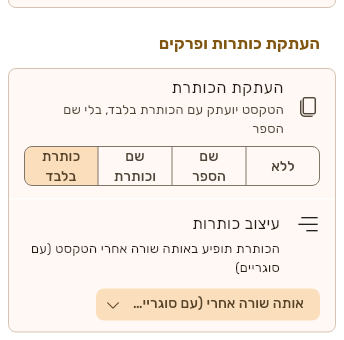 העתקת כותרות ופרקים
העתקת הכותרת
הטקסט יועתק עם הכותרת בלבד, בלי שם
הספר
ללא
שם
הספר
שם
וכותרת
כותרת
בלבד
עיצוב כותרות
הכותרת תופיע באותה שורה אחרי הטקסט (עם
סוגריים)
אותה שורה אחרי (עם סוגריי...